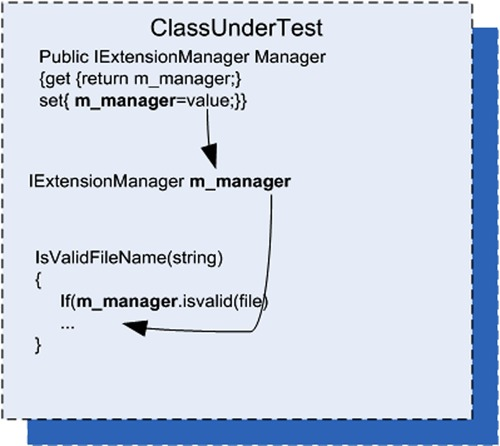 ClassUnderTest
Public IExtensionManager Manager
{get {return m_manager;}
set{ m_manager=value;}}
IExtensionManager m_manager
IsValidFileName(string)
{
If(m_manager.isvalid(file)
...
}